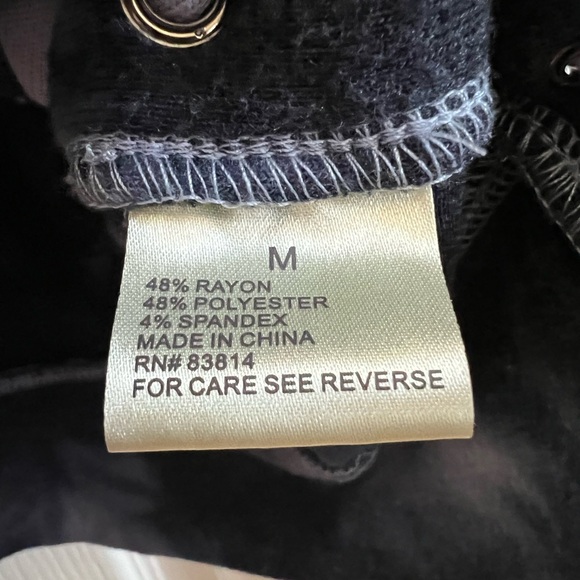 M
48% RAYON
48% POLYESTER
4% SPANDEX
MADE IN CHINA
RN# 83814
FOR CARE SEE REVERSE